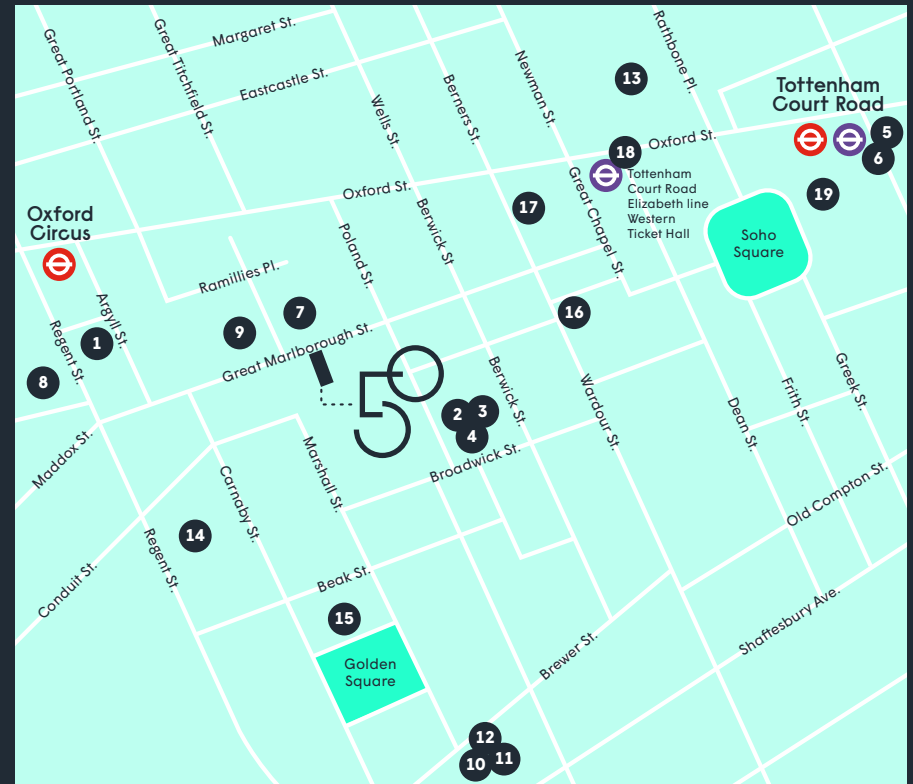 Margaret St.
Great Portland St.
Great Titchfield St.
Eastcastle St.
Wells St.
Berners St.
Newman St.
Rathbone Pl.
13
Tottenham
Court Road
5
6
Oxford St.
18
Tottenham
Court Road
Elizabeth line
Western
Ticket Hall
19
Oxford St.
17
Great Chapel St.
Oxford
Circus
Berwick St
Poland St.
Soho
Square
Ramillies Pl.
Argyll St.
7
9
16
Great Marlborough St.
1
Regent St.
8
50
Berwick St.
Wardour St.
Dean St.
Frith St.
Greek St.
2
3
4
Maddox St.
Marshall St.
Broadwick St.
Carnaby St.
Old Compton St.
14
Regent St.
Conduit St.
Beak St.
15
Golden
Square
Brewer St.
Shaftesbury Ave.
12
10
11